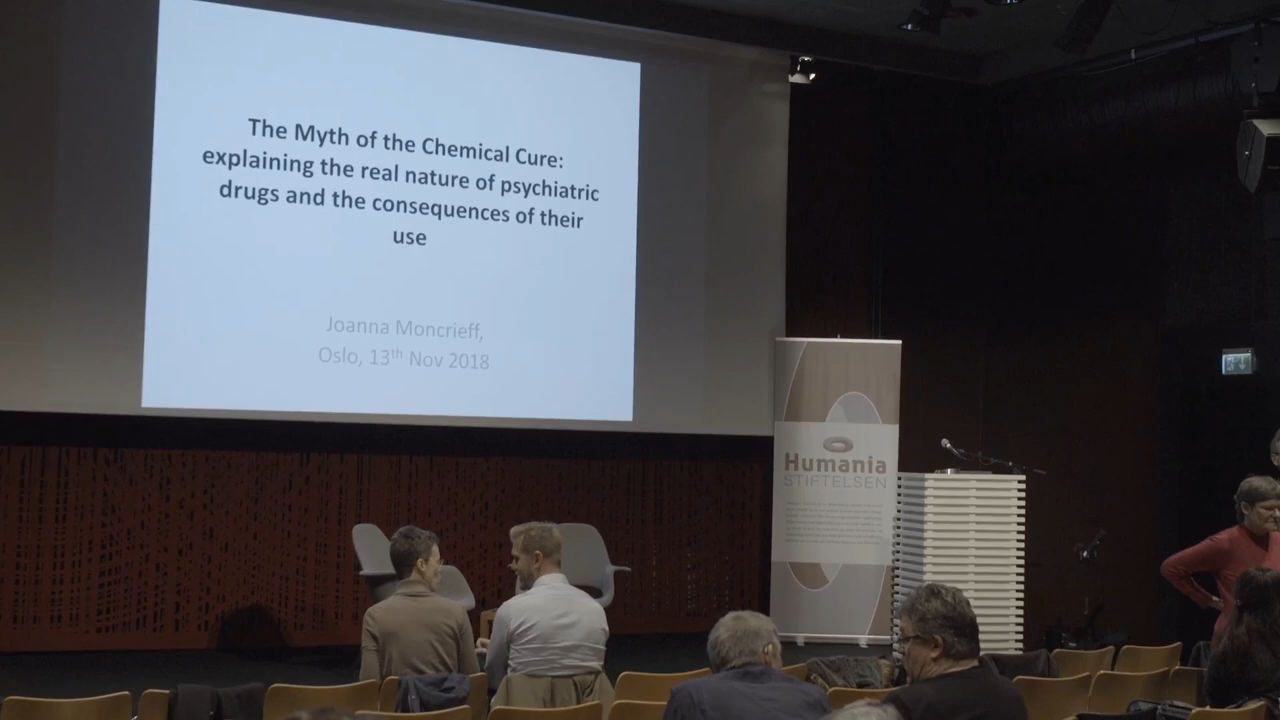 The Myth of the Chemical Cure:
explaining the real nature of psychiatric
drugs and the consequences of their
use
Joanna Moncrieff,
Oslo, 13th Nov 2018
Humania
STIFTELSEN